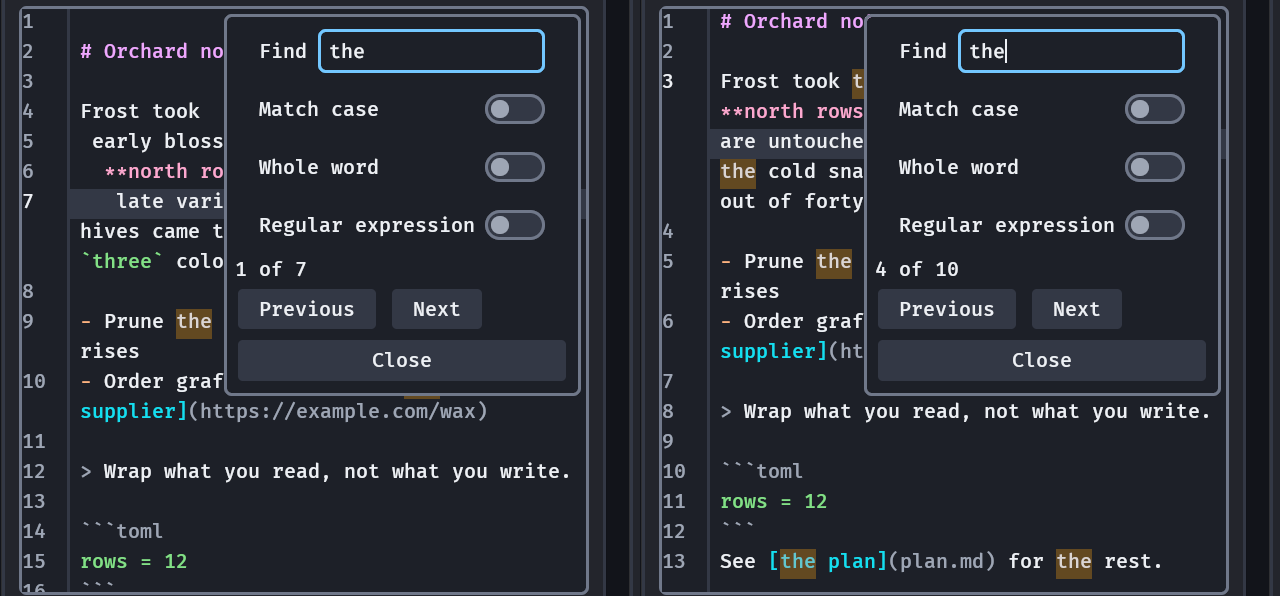 1
2 # Orchard no
3
4 Frost took
5 early bloss
6 **north ro
7 late vari
hives came t
`three` colo
8
9 - Prune the
rises
10 - Order graf
supplier](https://example.com/wax)
11
12 > Wrap what you read, not what you write.
13
14 ```toml
15 rows = 12
16 ```
Find the
Match case
Whole word
Regular expression
1 of 7
Previous Next
Close
1 # Orchard no
2
3 Frost took t
**north rows
are untouche
the cold sna
out of forty
4
5 - Prune the
rises
6 - Order graf
supplier](ht
7
8 > Wrap what you read, not what you write.
9
10 ```toml
11 rows = 12
12 ```
13 See [the plan](plan.md) for the rest.
Find the
Match case
Whole word
Regular expression
4 of 10
Previous Next
Close